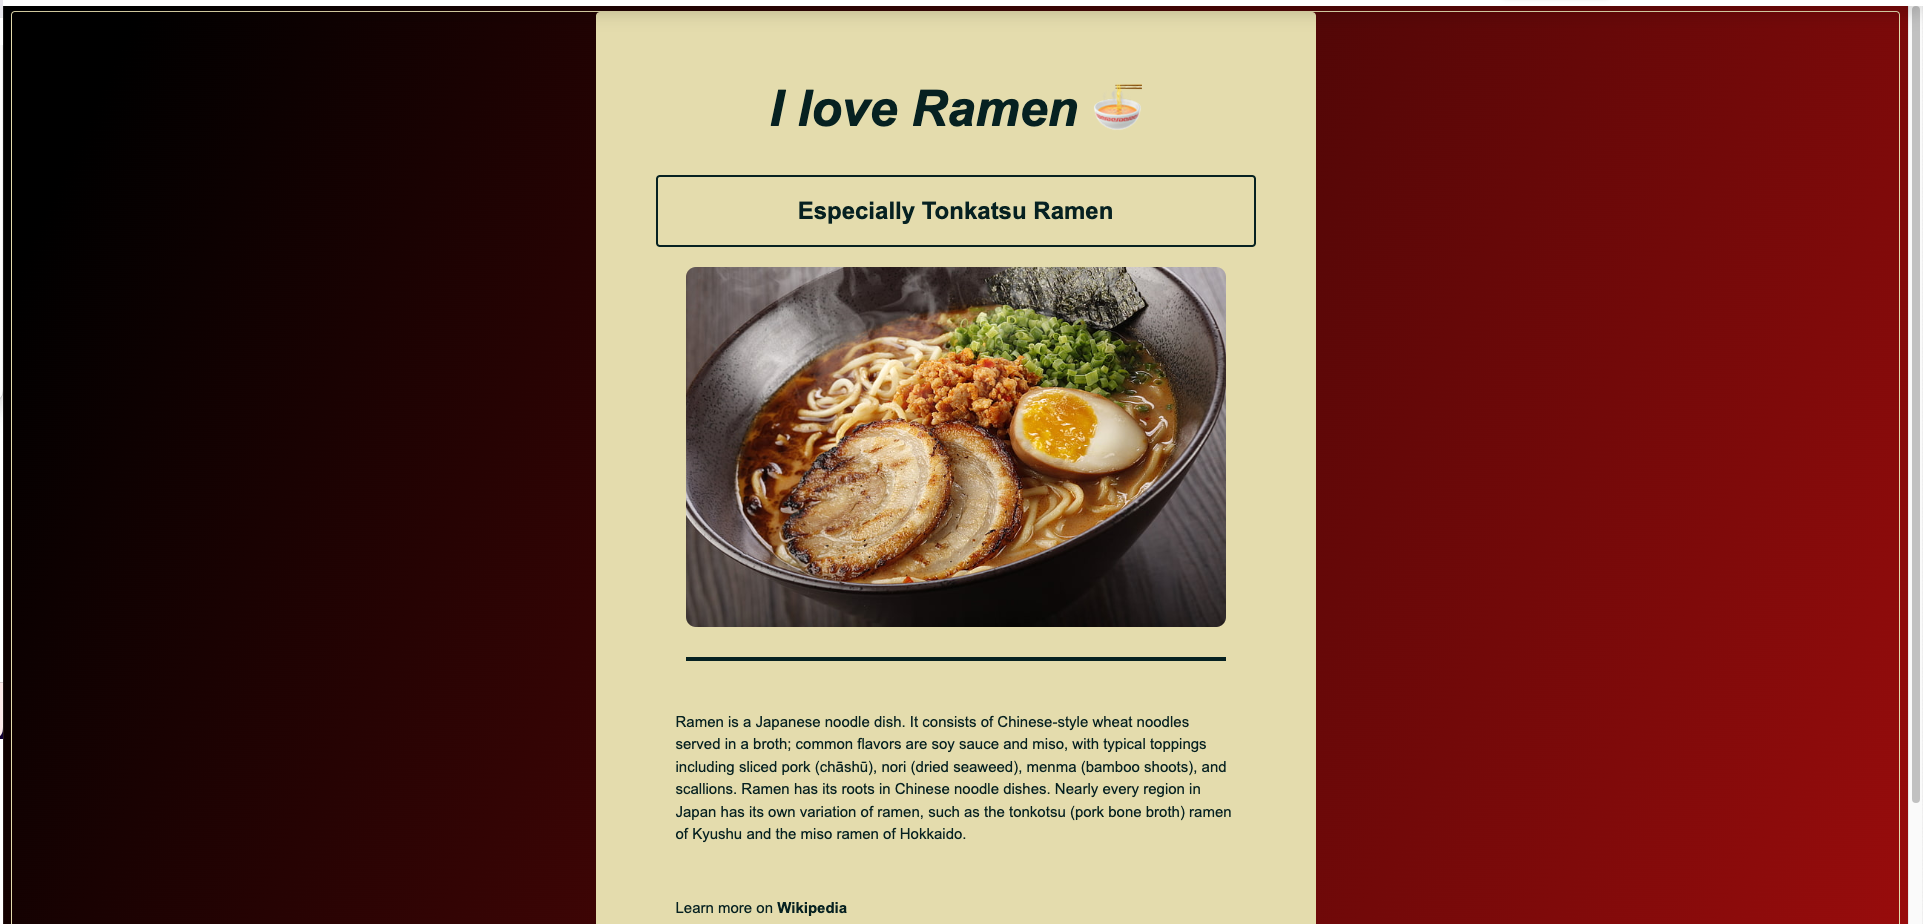 I love Ramen 🍜
Especially Tonkatsu Ramen
Ramen is a Japanese noodle dish. It consists of Chinese-style wheat noodles
served in a broth; common flavors are soy sauce and miso, with typical toppings
including sliced pork (chāshū), nori (dried seaweed), menma (bamboo shoots), and
scallions. Ramen has its roots in Chinese noodle dishes. Nearly every region in
Japan has its own variation of ramen, such as the tonkotsu (pork bone broth) ramen
of Kyushu and the miso ramen of Hokkaido.
Learn more on Wikipedia